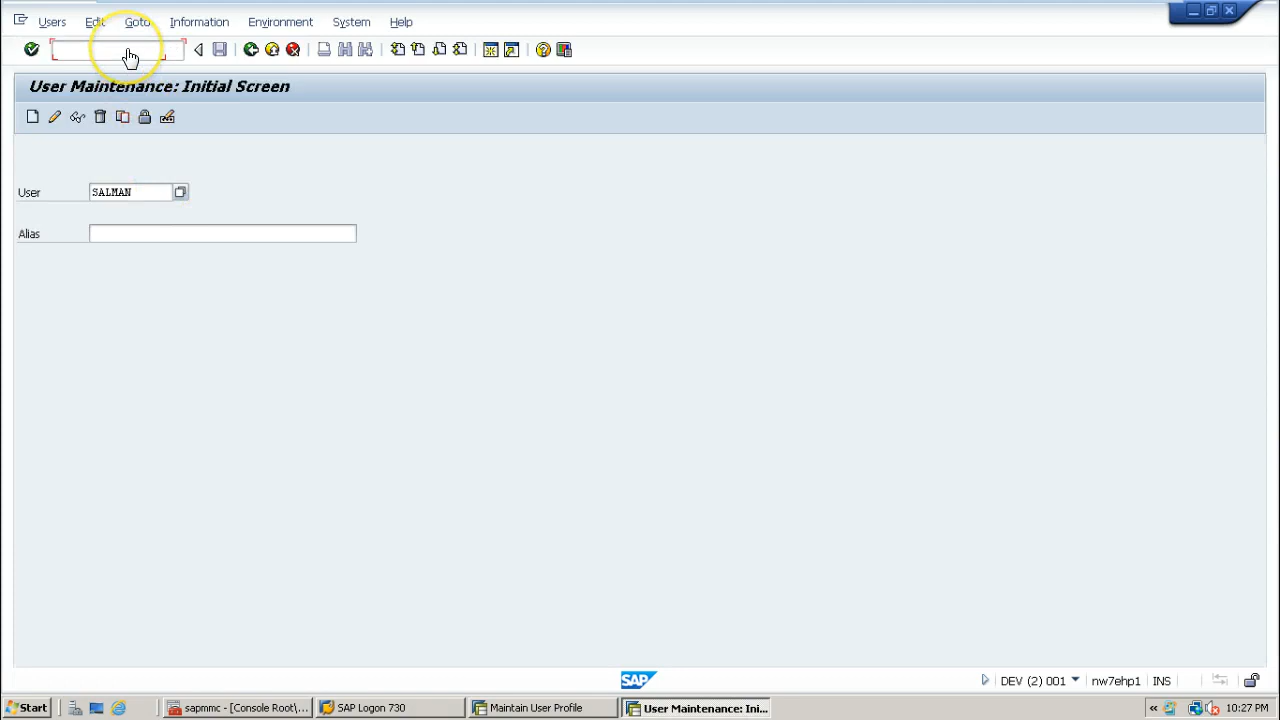 Users Edit Goto Information Environment System Help
User Maintenance: Initial Screen
User SALMAN
Alias
SAP
DEV (2) 001 nw7ehp1 INS
Start sapmmc - [Console Root\... SAP Logon 730 Maintain User Profile User Maintenance: Ini... « 10:27 PM